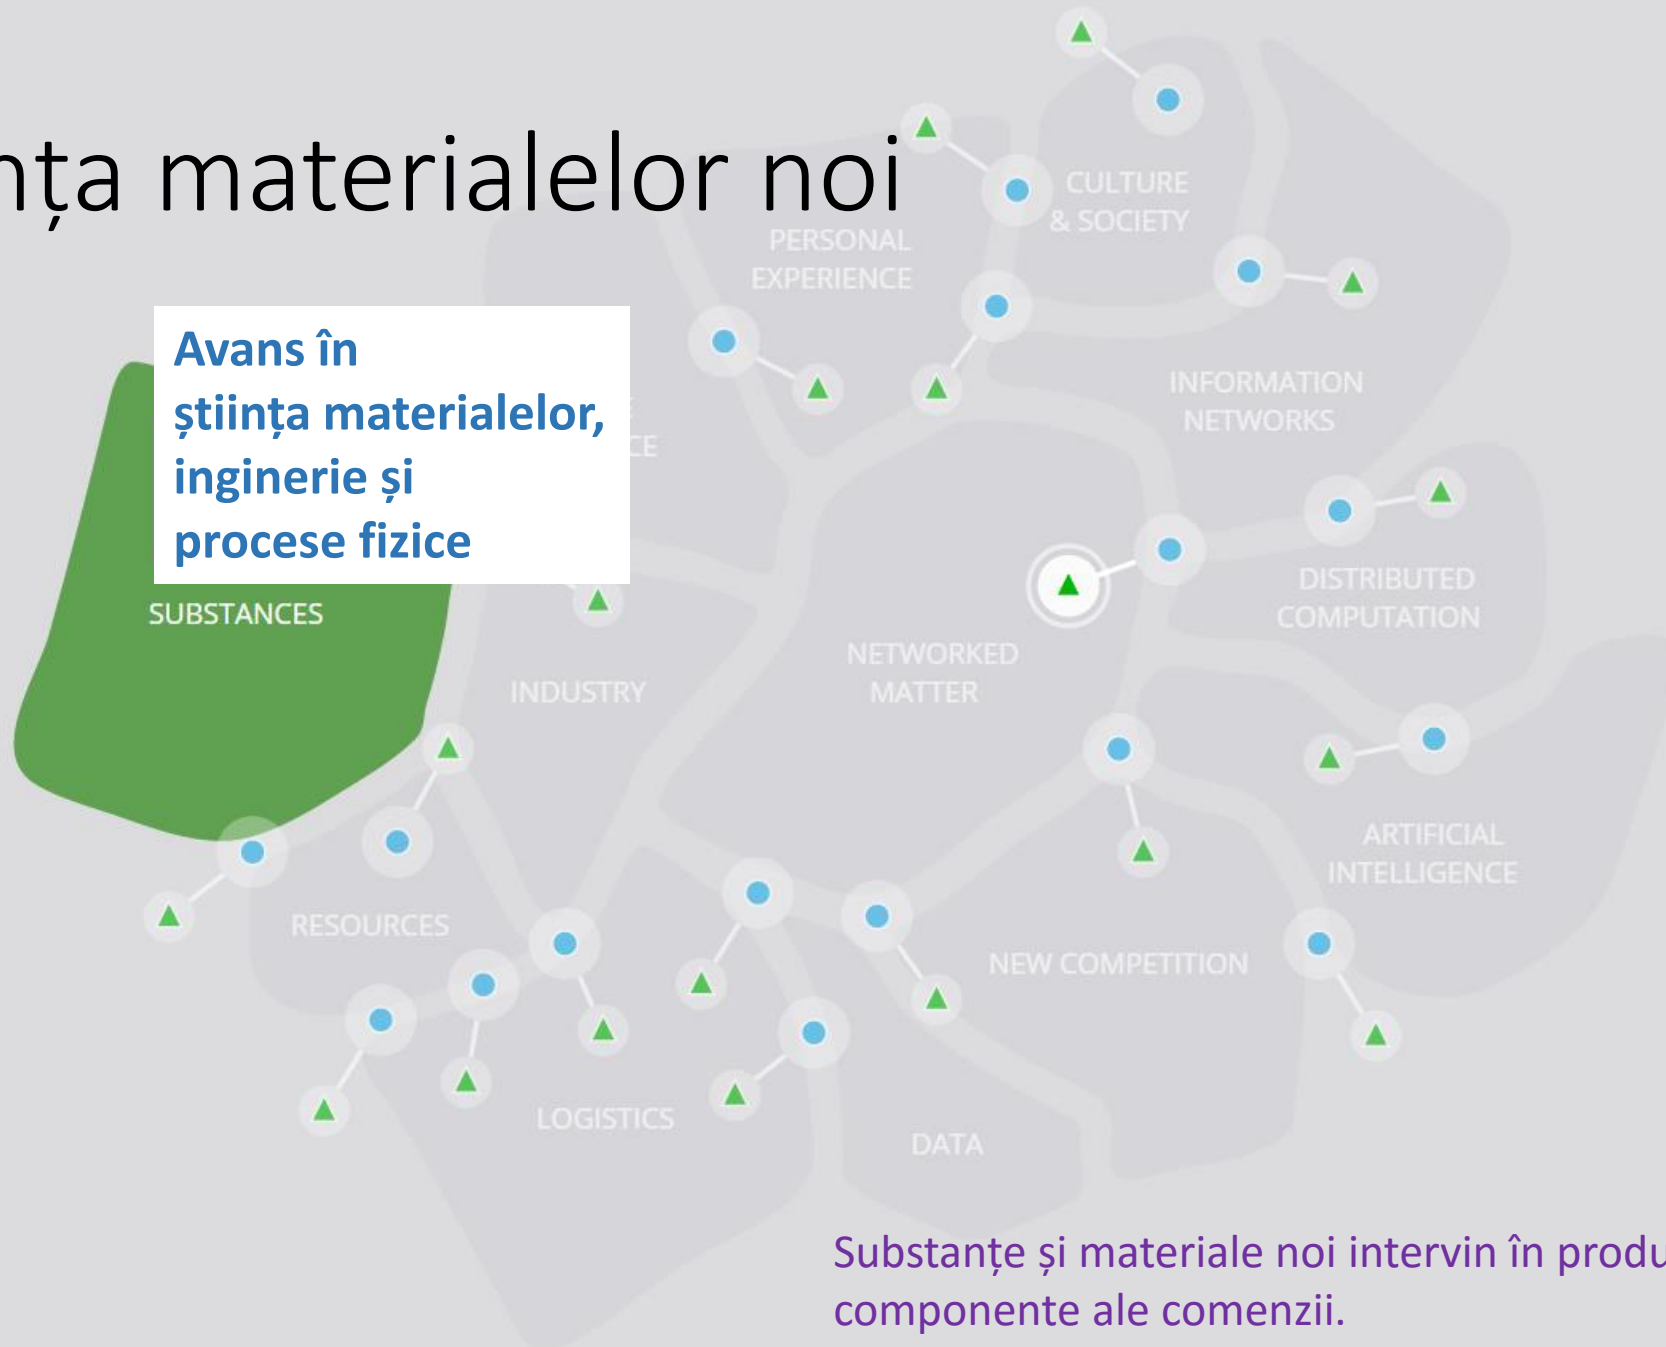 nța materialelor noi
CULTURE
& SOCIETY
PERSONAL
EXPERIENCE
Avans în
știința materialelor,
inginerie și
procese fizice
CE
INFORMATION
NETWORKS
SUBSTANCES
DISTRIBUTED
COMPUTATION
NETWORKED
MATTER
INDUSTRY
ARTIFICIAL
INTELLIGENCE
RESOURCES
NEW COMPETITION
LOGISTICS
DATA
Substanțe și materiale noi intervin în produ
componente ale comenzii.